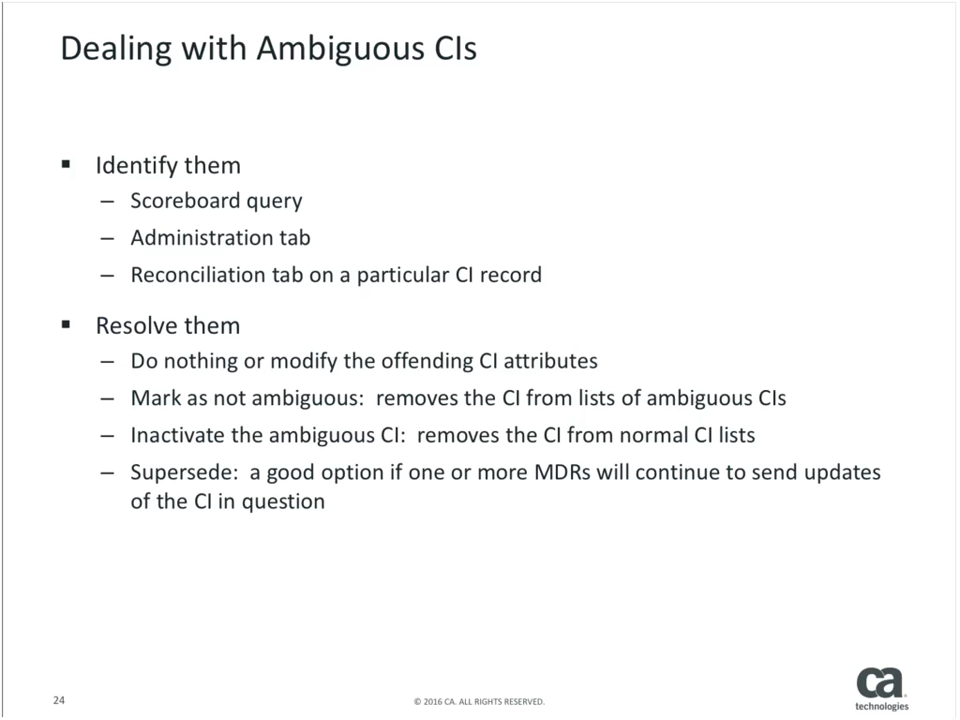 Dealing with Ambiguous CIs
▪ Identify them
– Scoreboard query
– Administration tab
– Reconciliation tab on a particular CI record
▪ Resolve them
– Do nothing or modify the offending CI attributes
– Mark as not ambiguous:  removes the CI from lists of ambiguous CIs
– Inactivate the ambiguous CI:  removes the CI from normal CI lists
– Supersede:  a good option if one or more MDRs will continue to send updates
of the CI in question
24
© 2016 CA. ALL RIGHTS RESERVED.
ca
technologies